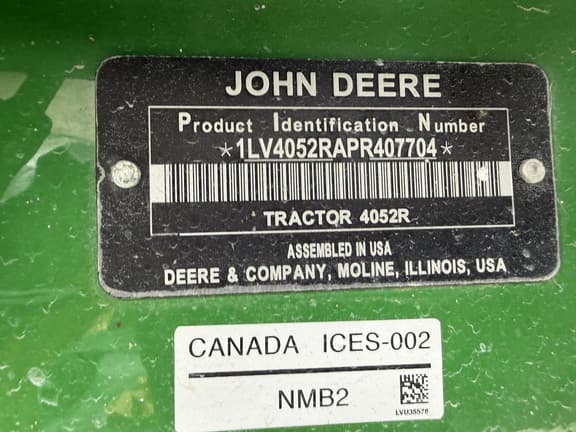 JOHN DEERE
Product Identification Number
*1LV4052RAPR407704*
TRACTOR 4052R
ASSEMBLED IN USA
DEERE & COMPANY, MOLINE, ILLINOIS, USA
CANADA ICES-002
NMB2
LVU35578